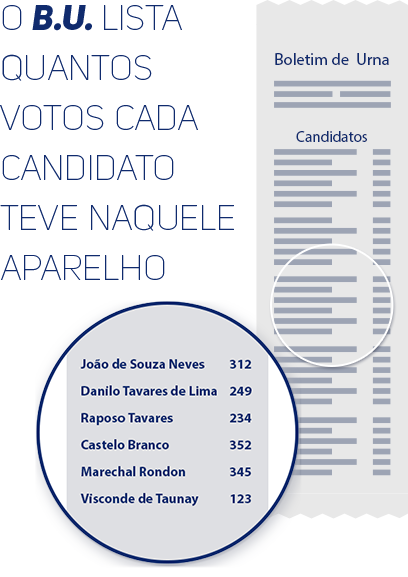 O B.U. LISTA
QUANTOS
VOTOS CADA
CANDIDATO
TEVE NAQUELE
APARELHO
Boletim de Urna
Candidatos
João de Souza Neves 312
Danilo Tavares de Lima 249
Raposo Tavares 234
Castelo Branco 352
Marechal Rondon 345
Visconde de Taunay 123